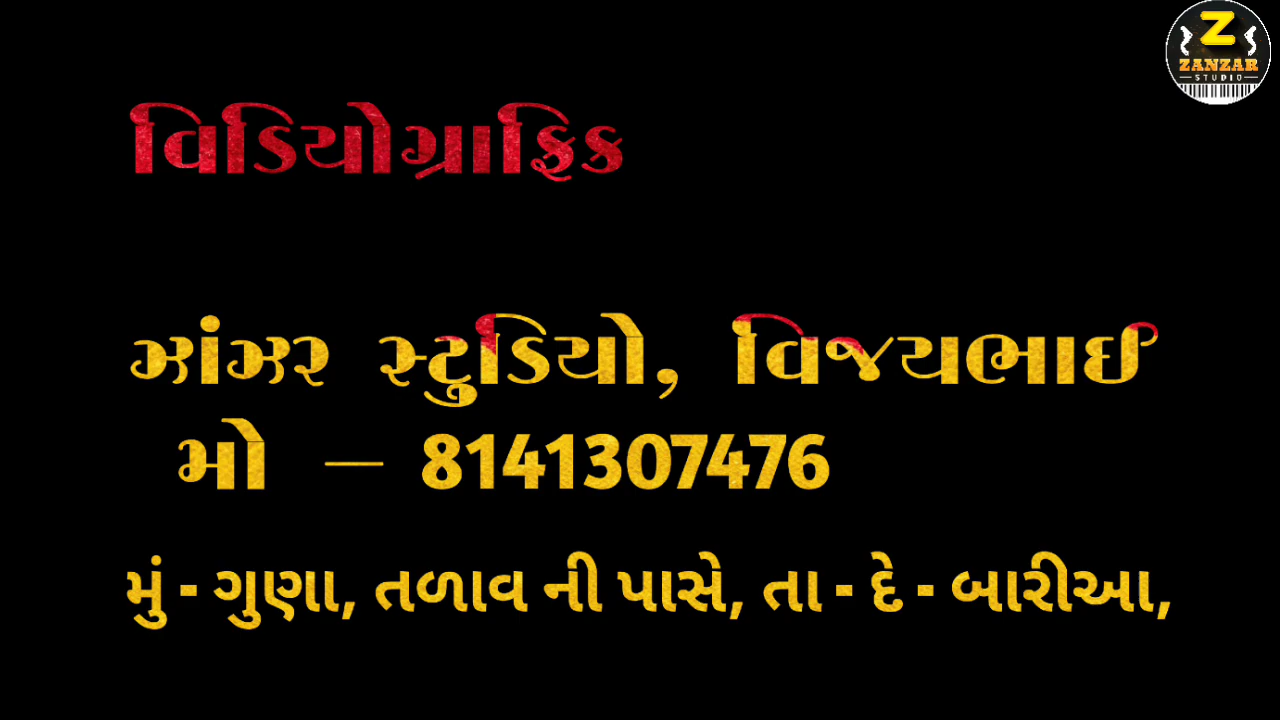 Z
ZANZAR
STUDIO
વિડિયોગ્રાફિક
ઝાંઝર સ્ટુડિયો, વિજયભાઈ
મો – 8141307476
મું - ગુણા, તળાવ ની પાસે, તા - દે - બારીઆ,